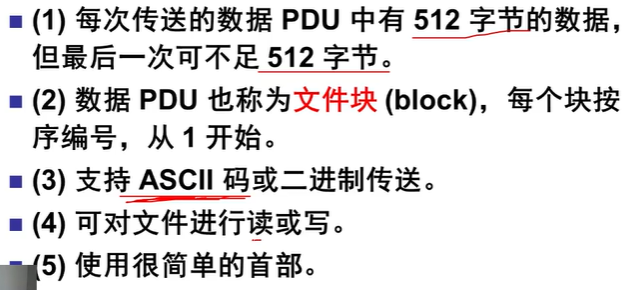 (1) 每次传送的数据 PDU 中有 512 字节的数据，
但最后一次可不足 512 字节。
(2) 数据 PDU 也称为文件块 (block)，每个块按
序编号，从 1 开始。
(3) 支持 ASCII 码或二进制传送。
(4) 可对文件进行读或写。
(5) 使用很简单的首部。